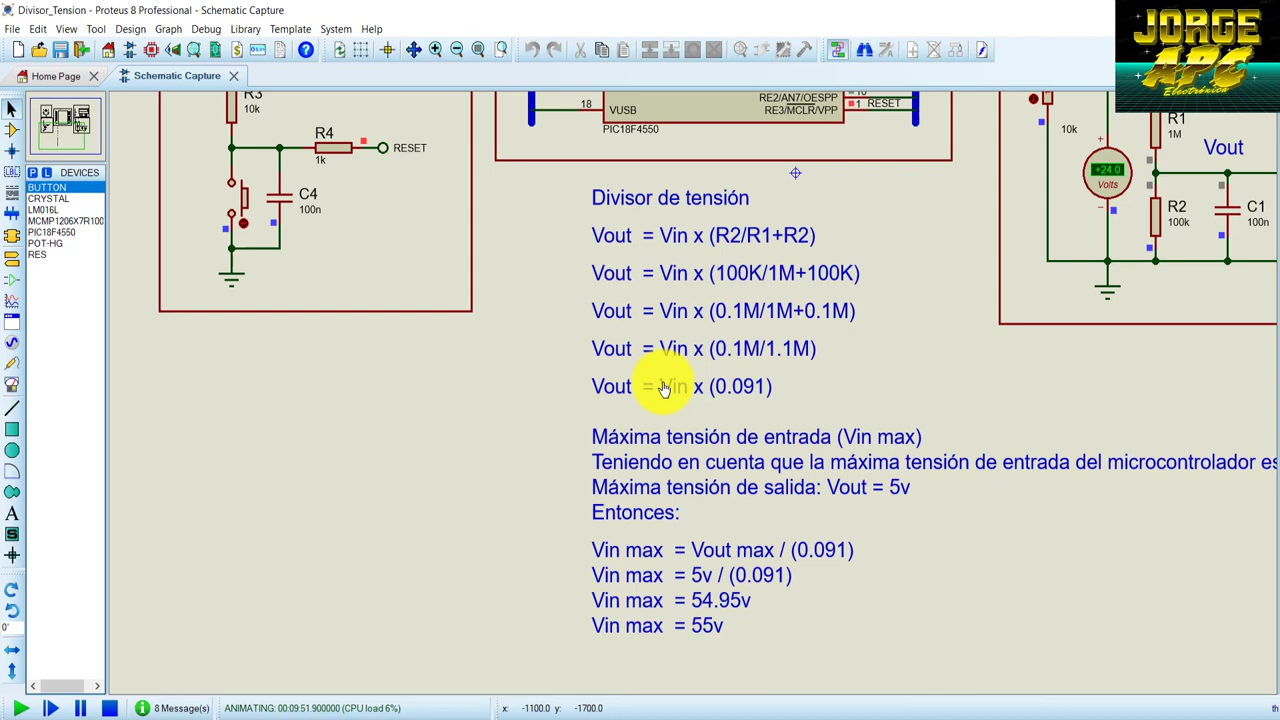 Divisor_Tension - Proteus 8 Professional - Schematic Capture
File Edit View Tool Design Graph Debug Library Template System Help
Home Page
Schematic Capture
JORGE
APC
Electrónica
P L DEVICES
BUTTON
CRYSTAL
LM016L
MCMP1206X7R100
PIC18F4550
POT-HG
RES
R3
10k
R4
1k
RESET
C4
100n
18
VUSB
RE2/AN7/OESPP
RE3/MCLR/VPP
1
RESET
PIC18F4550
10k
+24.0
Volts
R1
1M
Vout
R2
100k
C1
100n
Divisor de tensión
Vout = Vin x (R2/R1+R2)
Vout = Vin x (100K/1M+100K)
Vout = Vin x (0.1M/1M+0.1M)
Vout = Vin x (0.1M/1.1M)
Vout = Vin x (0.091)
Máxima tensión de entrada (Vin max)
Teniendo en cuenta que la máxima tensión de entrada del microcontrolador es
Máxima tensión de salida: Vout = 5v
Entonces:
Vin max = Vout max / (0.091)
Vin max = 5v / (0.091)
Vin max = 54.95v
Vin max = 55v
0°
8 Message(s)
ANIMATING: 00:09:51.900000 (CPU load 6%)
x: -1100.0 y: -1700.0
th